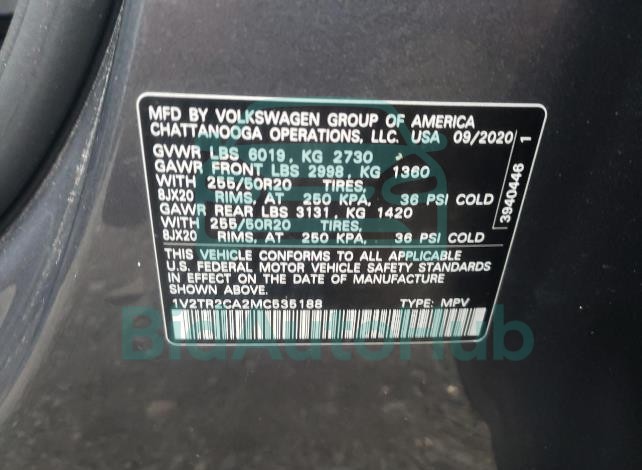 MFD BY VOLKSWAGEN GROUP OF AMERICA
CHATTANOOGA OPERATIONS, LLC. USA 09/2020
GVWR LBS 6019, KG 2730
GAWR FRONT LBS 2998, KG 1360
WITH 255/50R20 TIRES,
8JX20 RIMS, AT 250 KPA, 36 PSI COLD
GAWR REAR LBS 3131, KG 1420
WITH 255/50R20 TIRES,
8JX20 RIMS, AT 250 KPA, 36 PSI COLD
THIS VEHICLE CONFORMS TO ALL APPLICABLE
U.S. FEDERAL MOTOR VEHICLE SAFETY STANDARDS
IN EFFECT ON THE DATE OF MANUFACTURE
SHOWN ABOVE.
1V2TR2CA2MC535188 TYPE: MPV
3940446 1
BidAutoHub